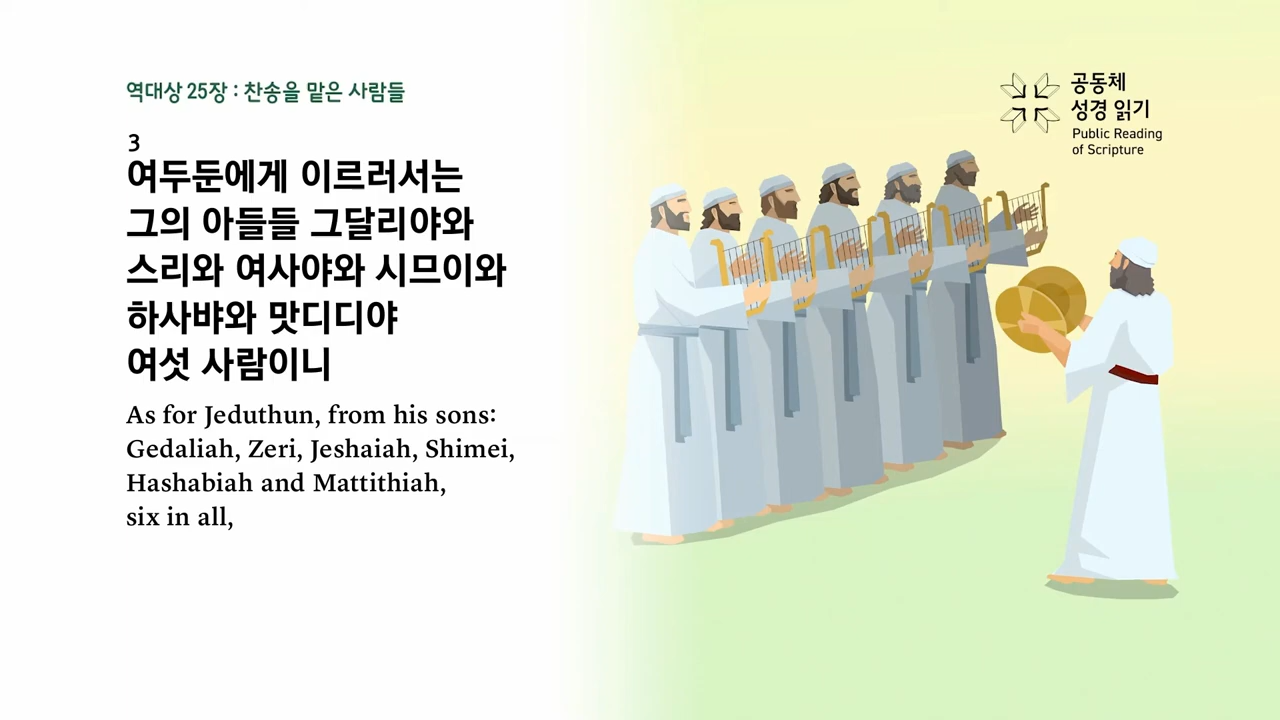 역대상 25장 : 찬송을 맡은 사람들
3
여두둔에게 이르러서는
그의 아들들 그달리야와
스리와 여사야와 시므이와
하사뱌와 맛디디야
여섯 사람이니
As for Jeduthun, from his sons:
Gedaliah, Zeri, Jeshaiah, Shimei,
Hashabiah and Mattithiah,
six in all,
공동체
성경 읽기
Public Reading
of Scripture